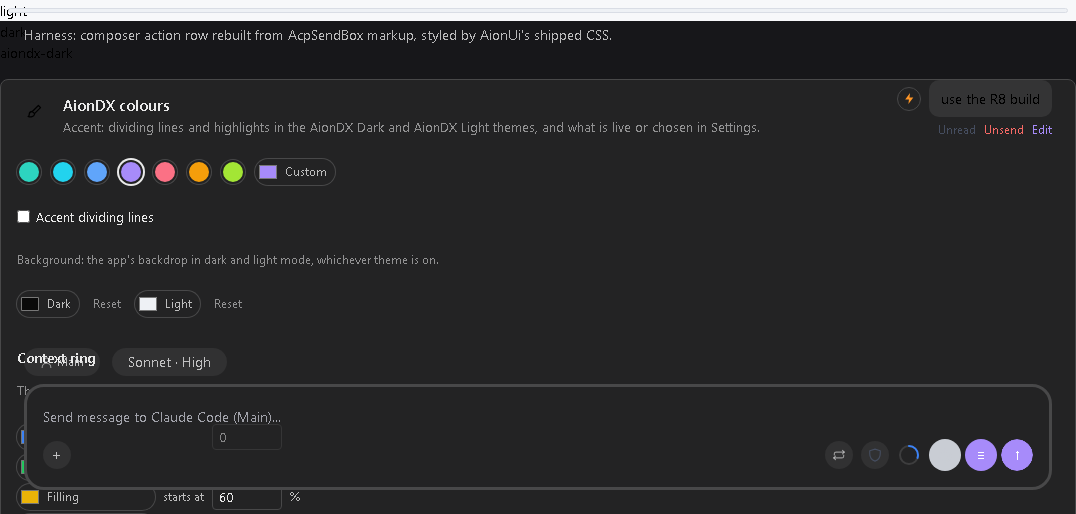 light
dark
Harness: composer action row rebuilt from AcpSendBox markup, styled by AionUi's shipped CSS.
aiondx-dark
AionDX colours
Accent: dividing lines and highlights in the AionDX Dark and AionDX Light themes, and what is live or chosen in Settings.
use the R8 build
Unread Unsend Edit
Custom
Accent dividing lines
Background: the app's backdrop in dark and light mode, whichever theme is on.
Dark Reset Light Reset
Context ring
Main
Sonnet · High
Th
Send message to Claude Code (Main)...
0
Filling starts at 60 %